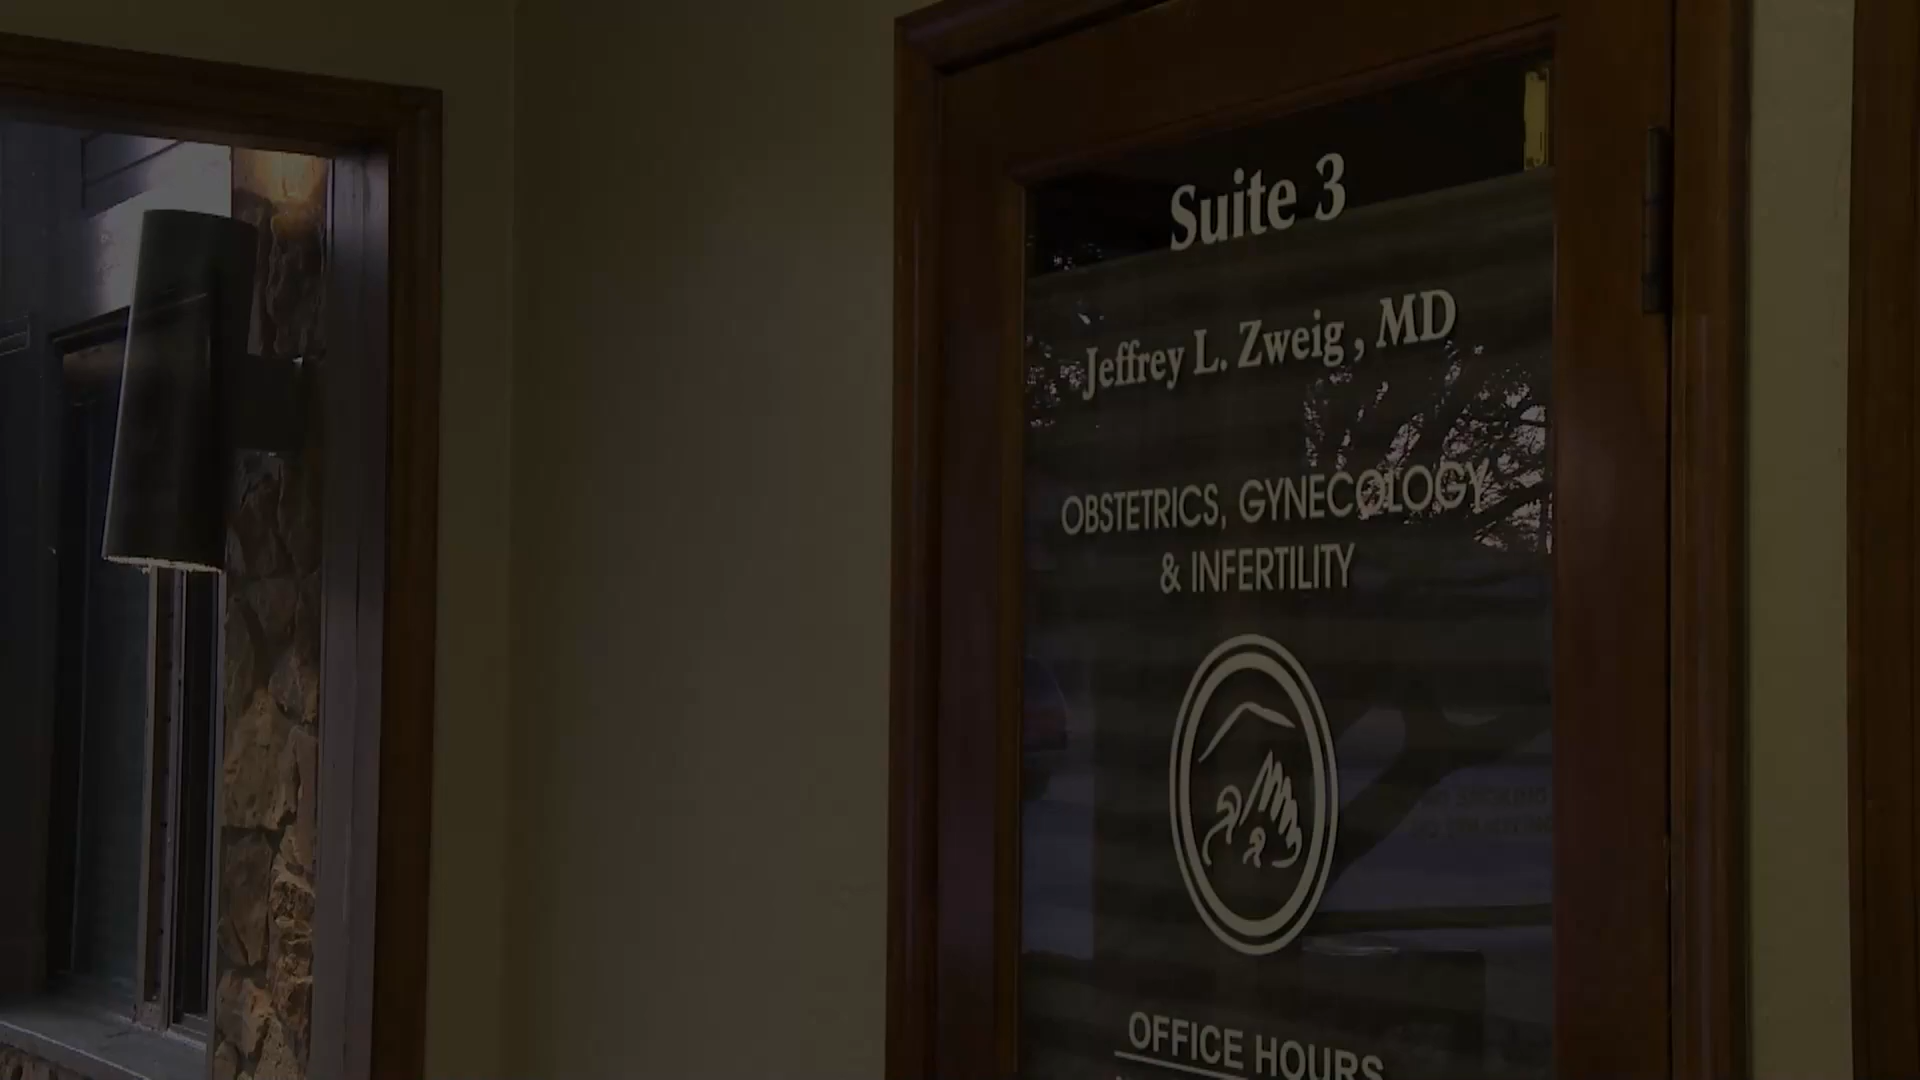 Suite 3
Jeffrey L. Zweig , MD
OBSTETRICS, GYNECOLOGY
& INFERTILITY
OFFICE HOURS